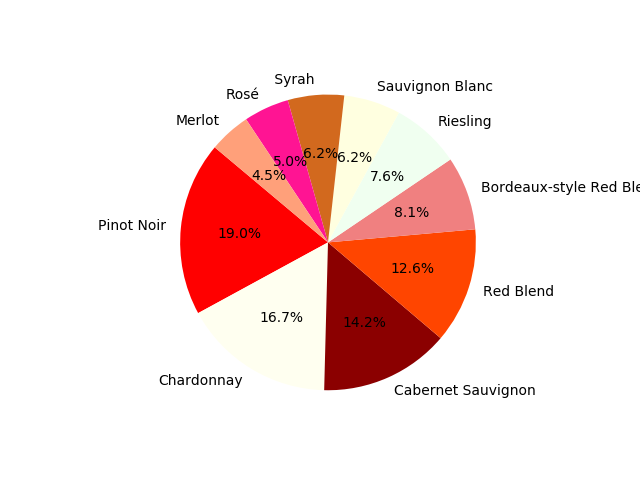 Syrah
Sauvignon Blanc
Rosé
Merlot
Riesling
6.2%
6.2%
5.0%
4.5%
7.6%
Bordeaux-style Red Ble
8.1%
Pinot Noir
19.0%
12.6%
Red Blend
16.7%
14.2%
Chardonnay
Cabernet Sauvignon